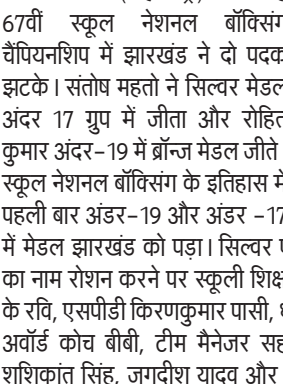 67वीं स्कूल नेशनल बॉक्सिंग
चैंपियनशिप में झारखंड ने दो पदक
झटके। संतोष महतो ने सिल्वर मेडल
अंदर 17 ग्रुप में जीता और रोहित
कुमार अंदर-19 में ब्रॉन्ज मेडल जीते
स्कूल नेशनल बॉक्सिंग के इतिहास में
पहली बार अंडर-19 और अंडर -17
में मेडल झारखंड को पड़ा। सिल्वर
का नाम रोशन करने पर स्कूली
के रवि, एसपीडी किरणकुमार पासी,
अवॉर्ड कोच बीबी, टीम मैनेजर
शशिकांत सिंह, जगदीश यादव और